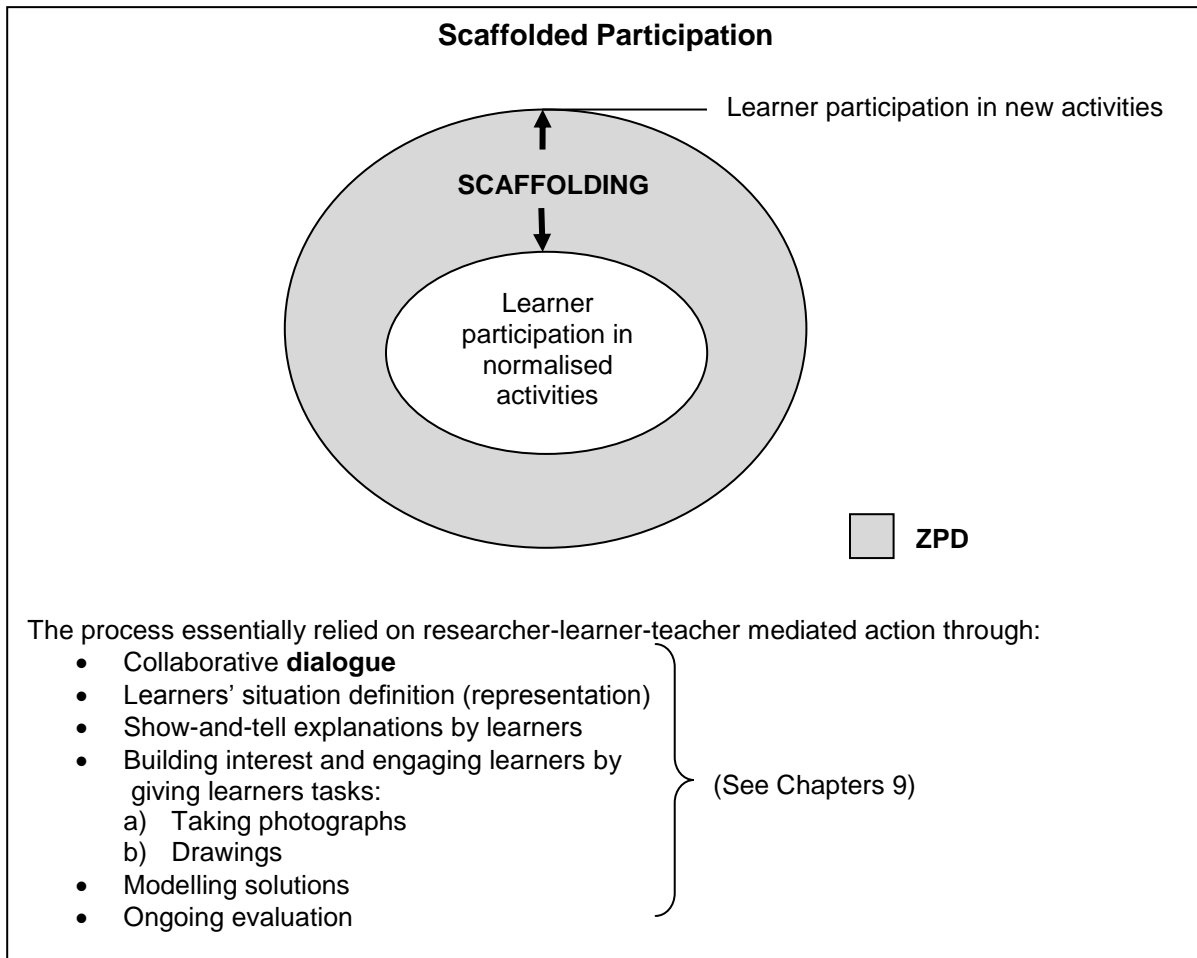 Scaffolded Participation
Learner participation in new activities
SCAFFOLDING
Learner
participation in
normalised
activities
ZPD
The process essentially relied on researcher-learner-teacher mediated action through:
• Collaborative dialogue
• Learners’ situation definition (representation)
• Show-and-tell explanations by learners
• Building interest and engaging learners by
giving learners tasks:
a) Taking photographs
b) Drawings
• Modelling solutions
• Ongoing evaluation
(See Chapters 9)